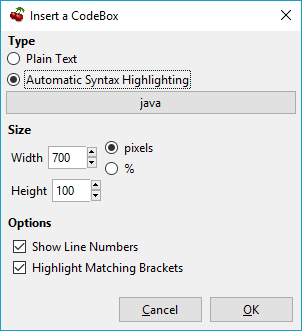 Insert a CodeBox
Type
Plain Text
Automatic Syntax Highlighting
java
Size
Width 700
pixels
%
Height 100
Options
Show Line Numbers
Highlight Matching Brackets
Cancel OK